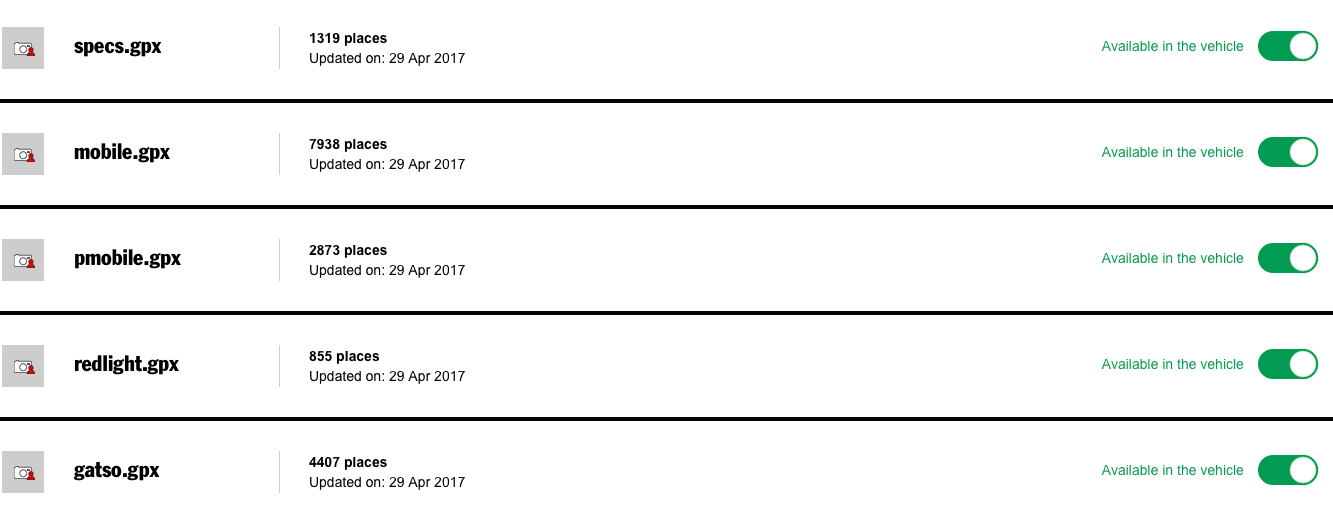 specs.gpx
1319 places
Updated on: 29 Apr 2017
Available in the vehicle
mobile.gpx
7938 places
Updated on: 29 Apr 2017
Available in the vehicle
pmobile.gpx
2873 places
Updated on: 29 Apr 2017
Available in the vehicle
redlight.gpx
855 places
Updated on: 29 Apr 2017
Available in the vehicle
gatso.gpx
4407 places
Updated on: 29 Apr 2017
Available in the vehicle